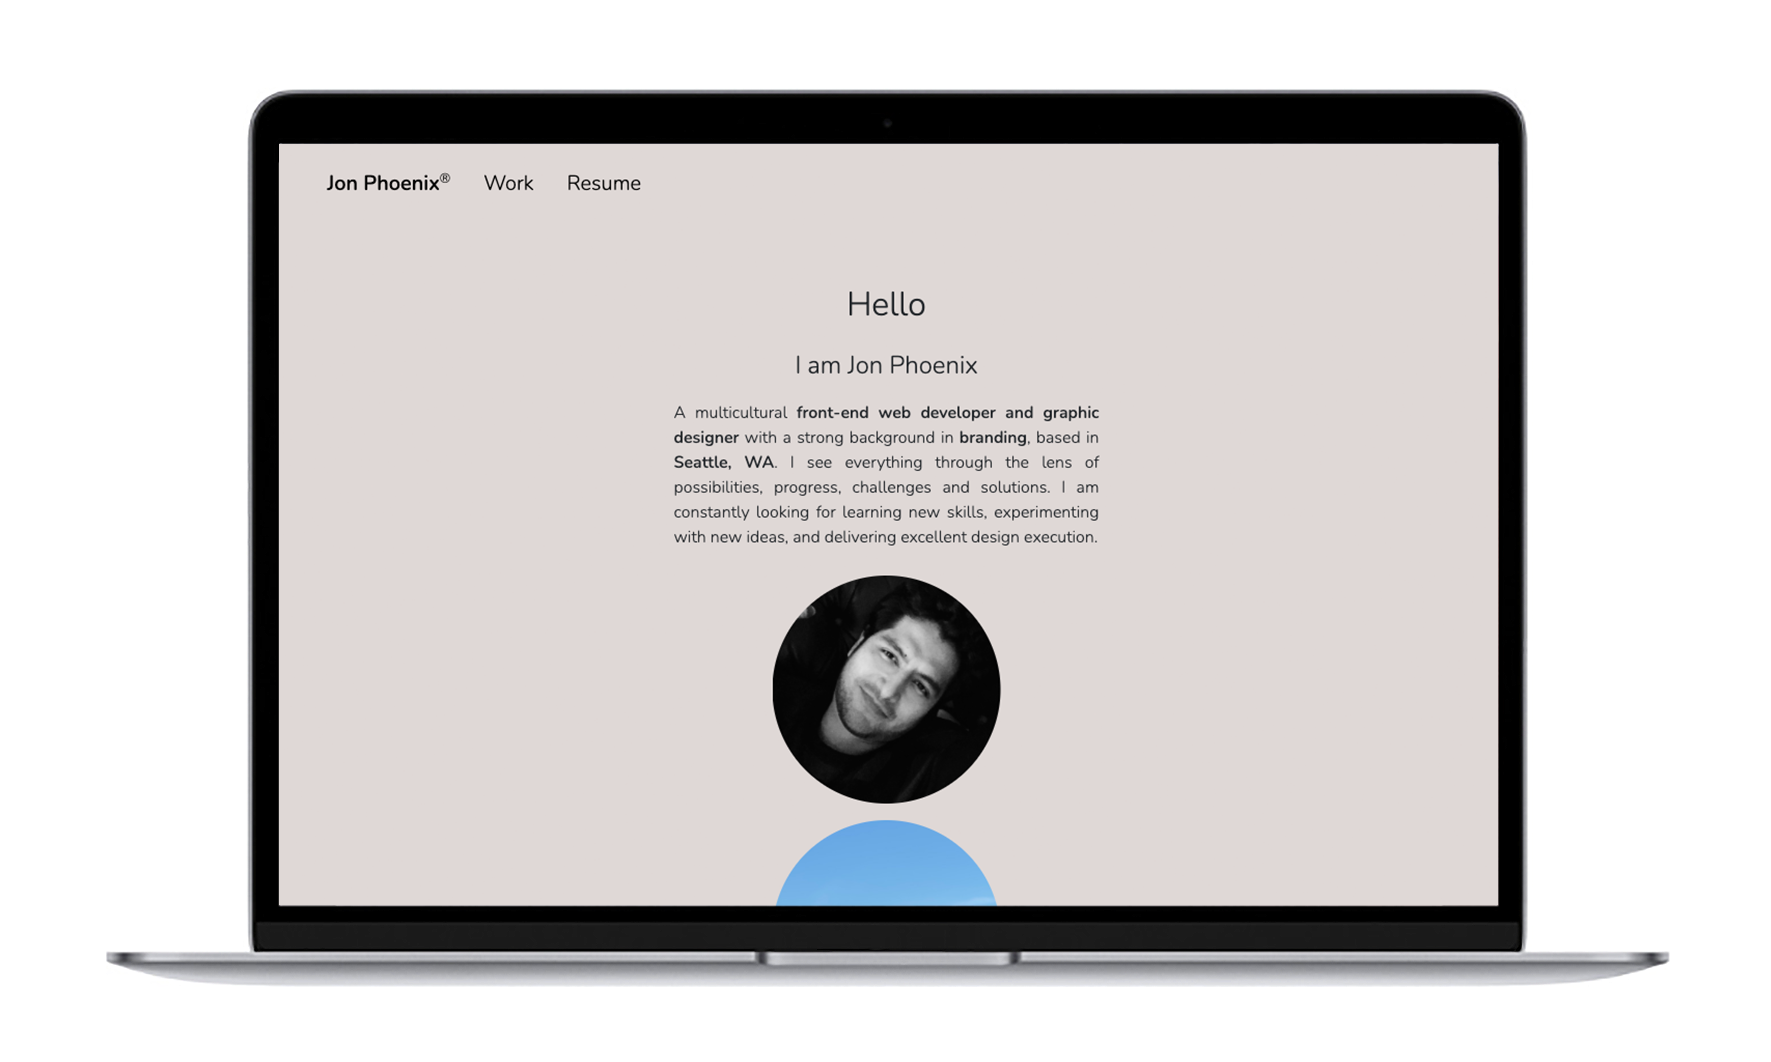 Jon Phoenix® Work Resume
Hello
I am Jon Phoenix
A multicultural front-end web developer and graphic
designer with a strong background in branding, based in
Seattle, WA. I see everything through the lens of
possibilities, progress, challenges and solutions. I am
constantly looking for learning new skills, experimenting
with new ideas, and delivering excellent design execution.